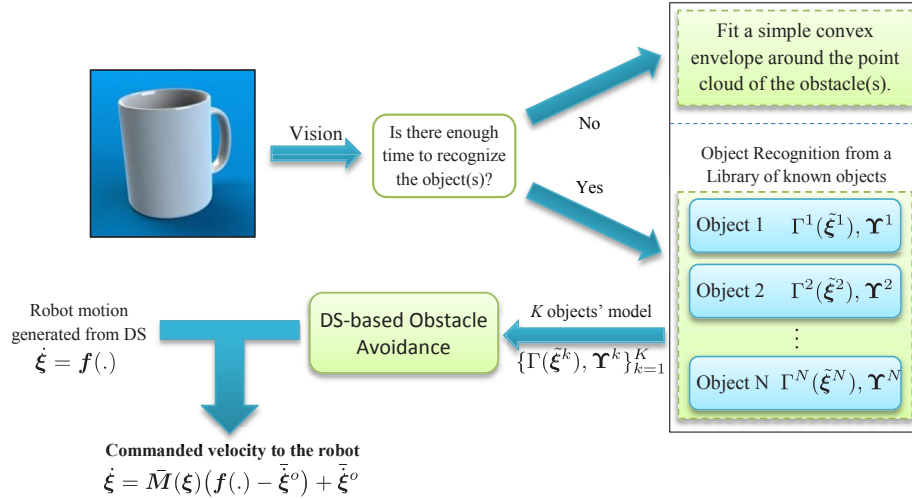 Vision
Is there enough
time to recognize
the object(s)?
No
Yes
Fit a simple convex
envelope around the point
cloud of the obstacle(s).
Object Recognition from a
Library of known objects
Object 1 Γ¹(ξ̃¹), Υ¹
Object 2 Γ²(ξ̃²), Υ²
⋮
Object N Γᴺ(ξ̃ᴺ), Υᴺ
K objects' model
{Γ(ξ̃ᵏ), Υᵏ}ᴷₖ₌₁
DS-based Obstacle
Avoidance
Robot motion
generated from DS
ξ̇ = f(.)
Commanded velocity to the robot
ξ̇ = M̄(ξ)(f(.) − ξ̇̄ᵒ) + ξ̇̄ᵒ